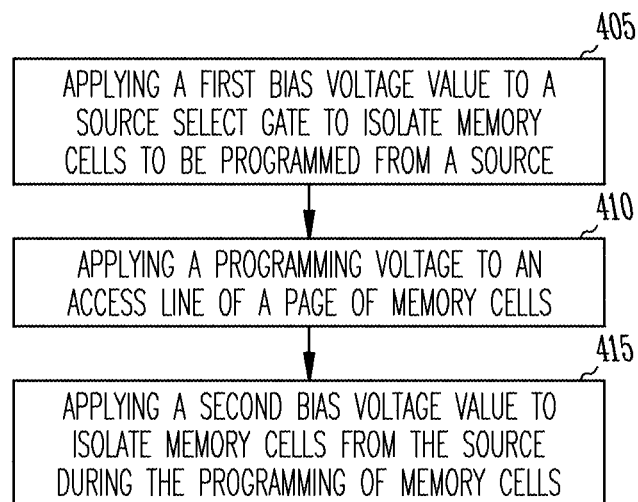 405
APPLYING A FIRST BIAS VOLTAGE VALUE TO A
SOURCE SELECT GATE TO ISOLATE MEMORY
CELLS TO BE PROGRAMMED FROM A SOURCE
410
APPLYING A PROGRAMMING VOLTAGE TO AN
ACCESS LINE OF A PAGE OF MEMORY CELLS
415
APPLYING A SECOND BIAS VOLTAGE VALUE TO
ISOLATE MEMORY CELLS FROM THE SOURCE
DURING THE PROGRAMMING OF MEMORY CELLS